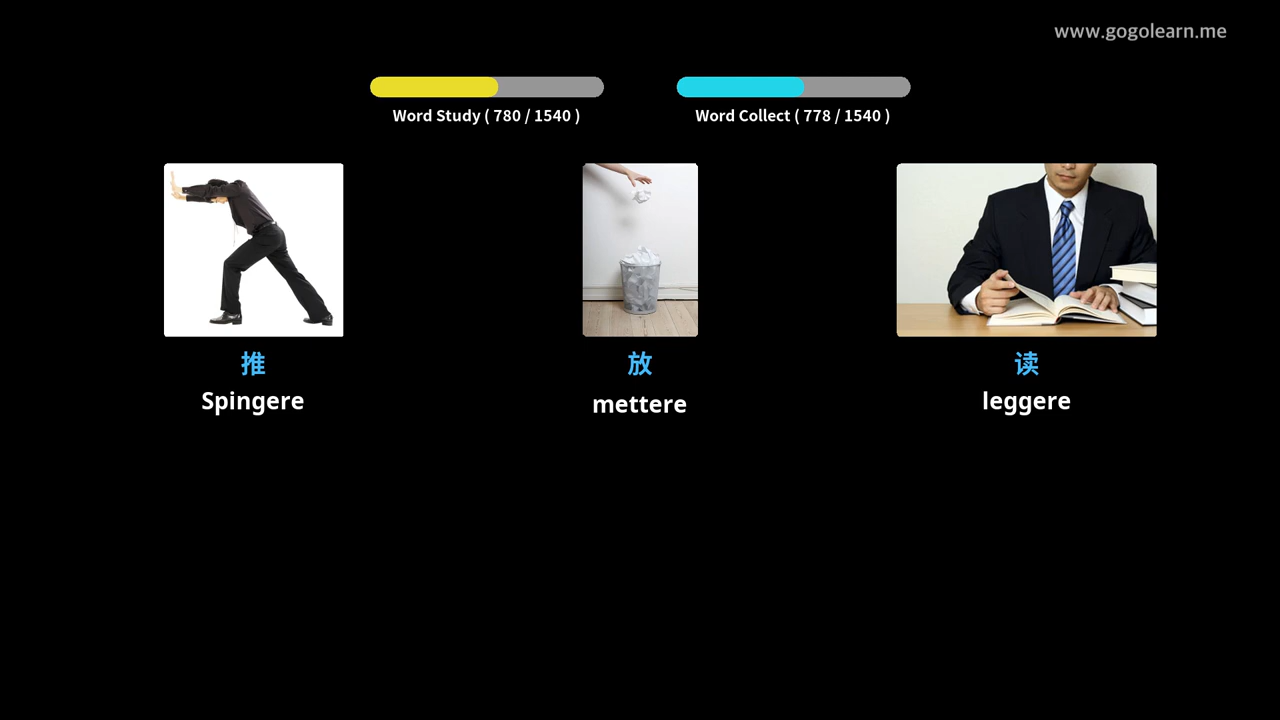 www.gogolearn.me
Word Study ( 780 / 1540 )
Word Collect ( 778 / 1540 )
推
放
读
Spingere
mettere
leggere